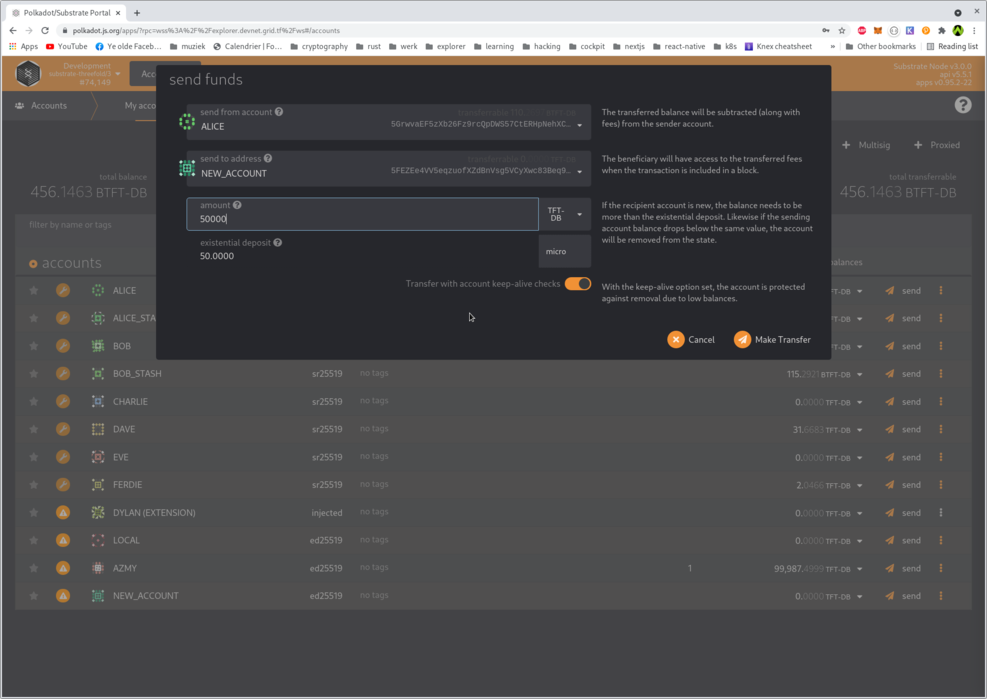 Polkadot/Substrate Portal
polkadot.js.org/apps/?rpc=wss%3A%2F%2Fexplorer.devnet.grid.tf%2Fws#/accounts
Apps YouTube Ye olde Faceb... muziek Calendrier | Fo... cryptography rust werk explorer learning hacking cockpit nextjs react-native k8s Knex cheatsheet » Other bookmarks Reading list
Development
substrate-threefold3
#74,149
Acc
Substrate Node v3.0.0
api v5.5.1
apps v0.95.2-22
send funds
Accounts
My acco
send from account
ALICE
5GrwvaEF5zXb26Fz9rcQpDWS57CtERHpNehXC…
The transferred balance will be subtracted (along with
fees) from the sender account.
send to address
NEW_ACCOUNT
5FEZEe4VV5eqzuofXZdBnVsg5VCyXwc83Beq9…
The beneficiary will have access to the transferred fees
when the transaction is included in a block.
Multisig
Proxied
total balance
456.1463 BTFT-DB
total transferrable
456.1463 BTFT-DB
amount
50000
TFT-
DB
If the recipient account is new, the balance needs to be
more than the existential deposit. Likewise if the sending
account balance drops below the same value, the account
will be removed from the state.
filter by name or tags
existential deposit
50.0000
micro
accounts
balances
Transfer with account keep-alive checks
With the keep-alive option set, the account is protected
against removal due to low balances.
Cancel
Make Transfer
ALICE FT-DB send
ALICE_STA FT-DB send
BOB FT-DB send
BOB_STASH sr25519 no tags 115.2921 BTFT-DB send
CHARLIE sr25519 no tags 0.0000 TFT-DB send
DAVE sr25519 no tags 31.6683 TFT-DB send
EVE sr25519 no tags 0.0000 TFT-DB send
FERDIE sr25519 no tags 2.0466 TFT-DB send
DYLAN (EXTENSION) injected no tags 0.0000 TFT-DB send
LOCAL ed25519 no tags 0.0000 TFT-DB send
AZMY ed25519 no tags 1 99,987.4999 TFT-DB send
NEW_ACCOUNT ed25519 no tags 0.0000 TFT-DB send